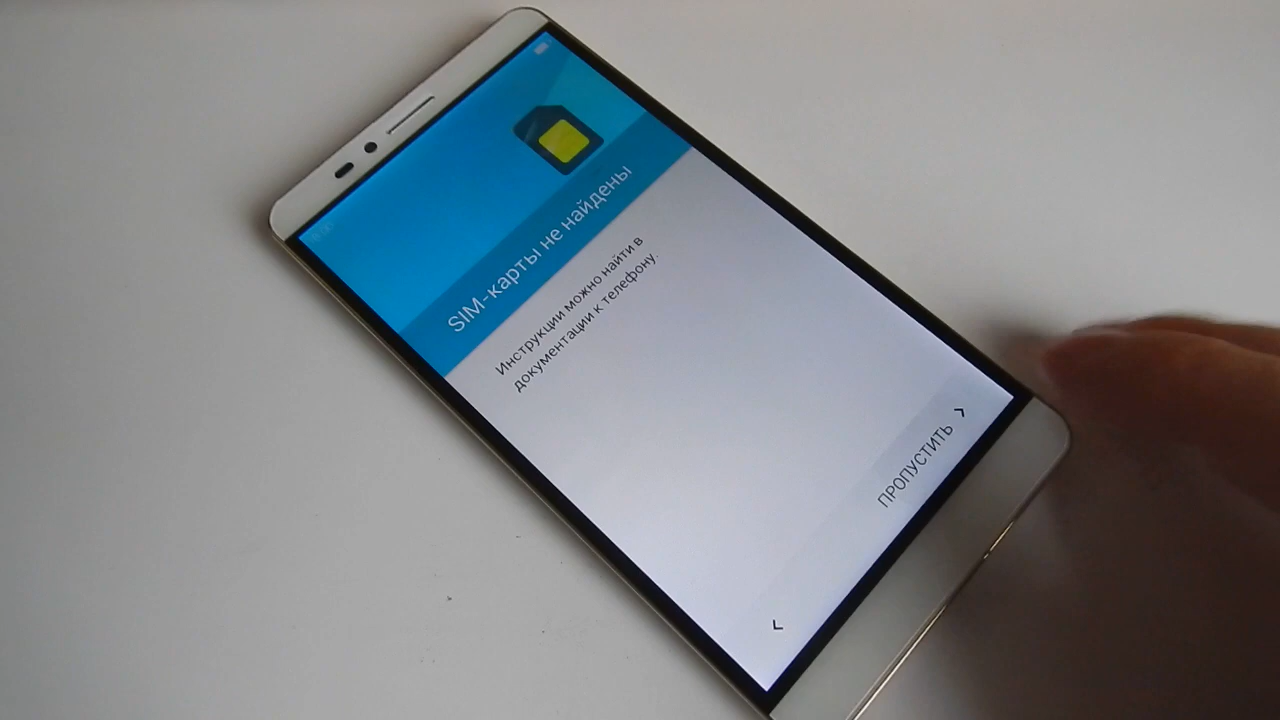 SIM-карты не найдены
Инструкции можно найти в
документации к телефону.
ПРОПУСТИТЬ